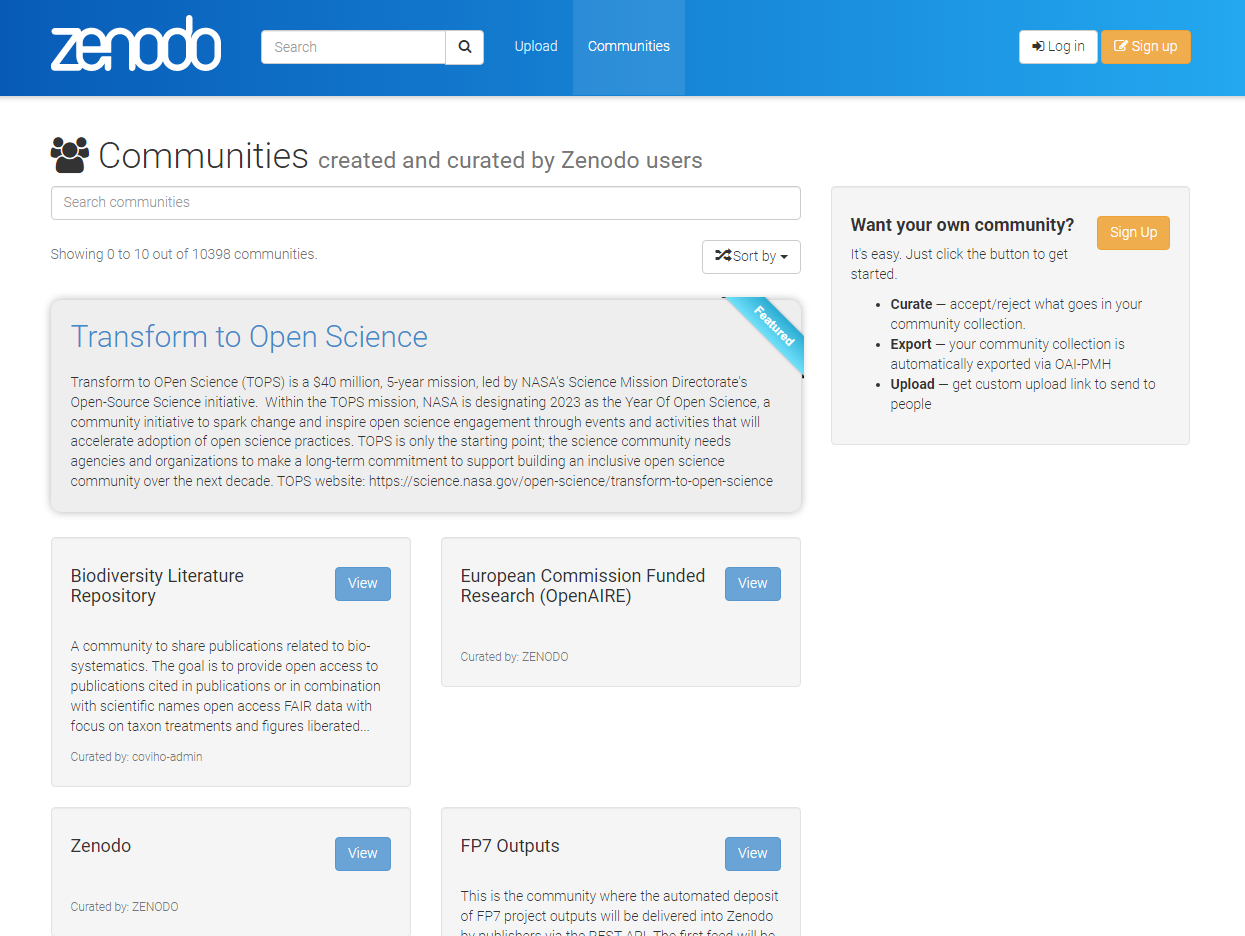 zenodo
Search
Upload
Communities
Log in
Sign up
Communities created and curated by Zenodo users
Search communities
Showing 0 to 10 out of 10398 communities.
Sort by
Featured
Transform to Open Science
Transform to OPen Science (TOPS) is a $40 million, 5-year mission, led by NASA's Science Mission Directorate's
Open-Source Science initiative.  Within the TOPS mission, NASA is designating 2023 as the Year Of Open Science, a
community initiative to spark change and inspire open science engagement through events and activities that will
accelerate adoption of open science practices. TOPS is only the starting point; the science community needs
agencies and organizations to make a long-term commitment to support building an inclusive open science
community over the next decade. TOPS website: https://science.nasa.gov/open-science/transform-to-open-science
Want your own community?
Sign Up
It's easy. Just click the button to get
started.
• Curate — accept/reject what goes in your
community collection.
• Export — your community collection is
automatically exported via OAI-PMH
• Upload — get custom upload link to send to
people
Biodiversity Literature
Repository
View
A community to share publications related to bio-
systematics. The goal is to provide open access to
publications cited in publications or in combination
with scientific names open access FAIR data with
focus on taxon treatments and figures liberated...
Curated by: coviho-admin
European Commission Funded
Research (OpenAIRE)
View
Curated by: ZENODO
Zenodo
View
Curated by: ZENODO
FP7 Outputs
View
This is the community where the automated deposit
of FP7 project outputs will be delivered into Zenodo
by publishers via the REST API. The first feed will be